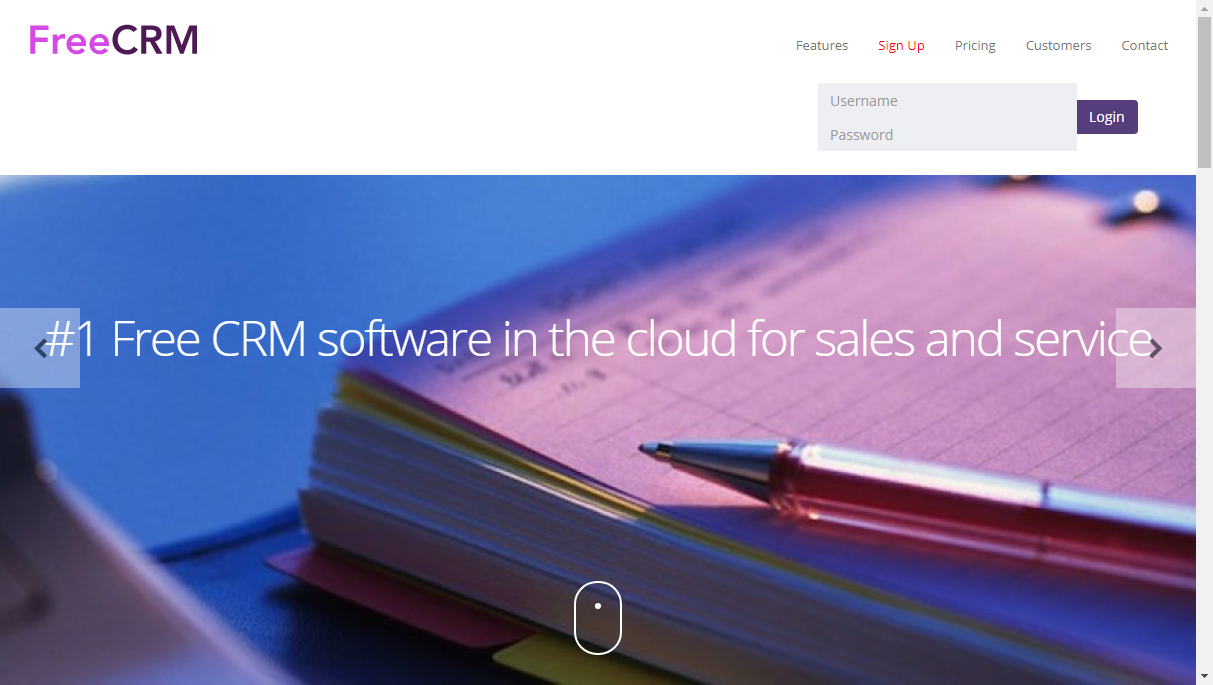 FreeCRM
Features Sign Up Pricing Customers Contact
Username
Login
Password
#1 Free CRM software in the cloud for sales and service